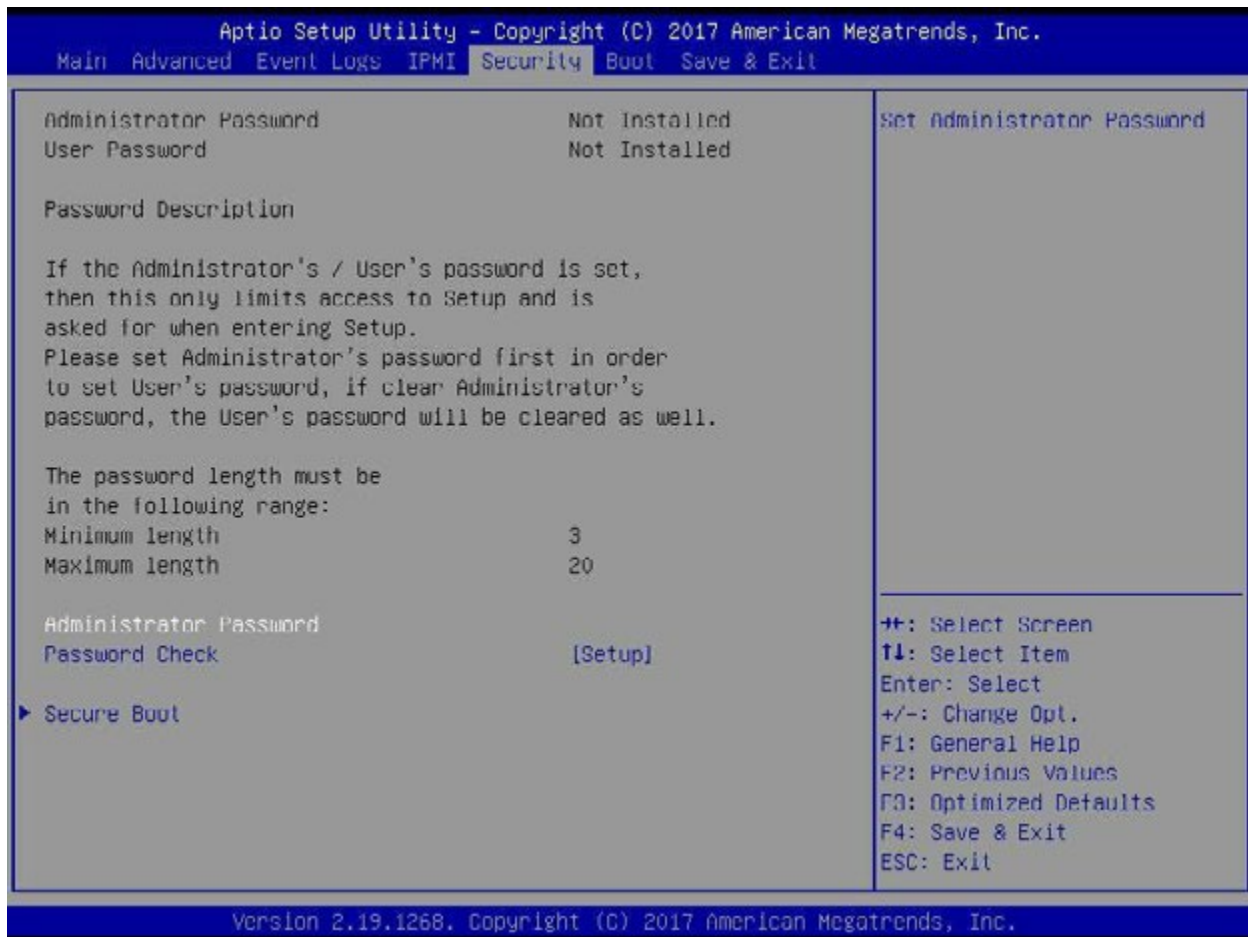 Aptio Setup Utility - Copyright (C) 2017 American Megatrends, Inc.
Main Advanced Event Logs IPMI Security Boot Save & Exit
Administrator Password Not Installed
User Password Not Installed
Password Description
If the Administrator's / User's password is set,
then this only limits access to Setup and is
asked for when entering Setup.
Please set Administrator's password first in order
to set User's password, if clear Administrator's
password, the User's password will be cleared as well.
The password length must be
in the following range:
Minimum length 3
Maximum length 20
Administrator Password
Password Check [Setup]
▶ Secure Boot
Set Administrator Password
→←: Select Screen
↑↓: Select Item
Enter: Select
+/-: Change Opt.
F1: General Help
F2: Previous Values
F3: Optimized Defaults
F4: Save & Exit
ESC: Exit
Version 2.19.1268. Copyright (C) 2017 American Megatrends, Inc.